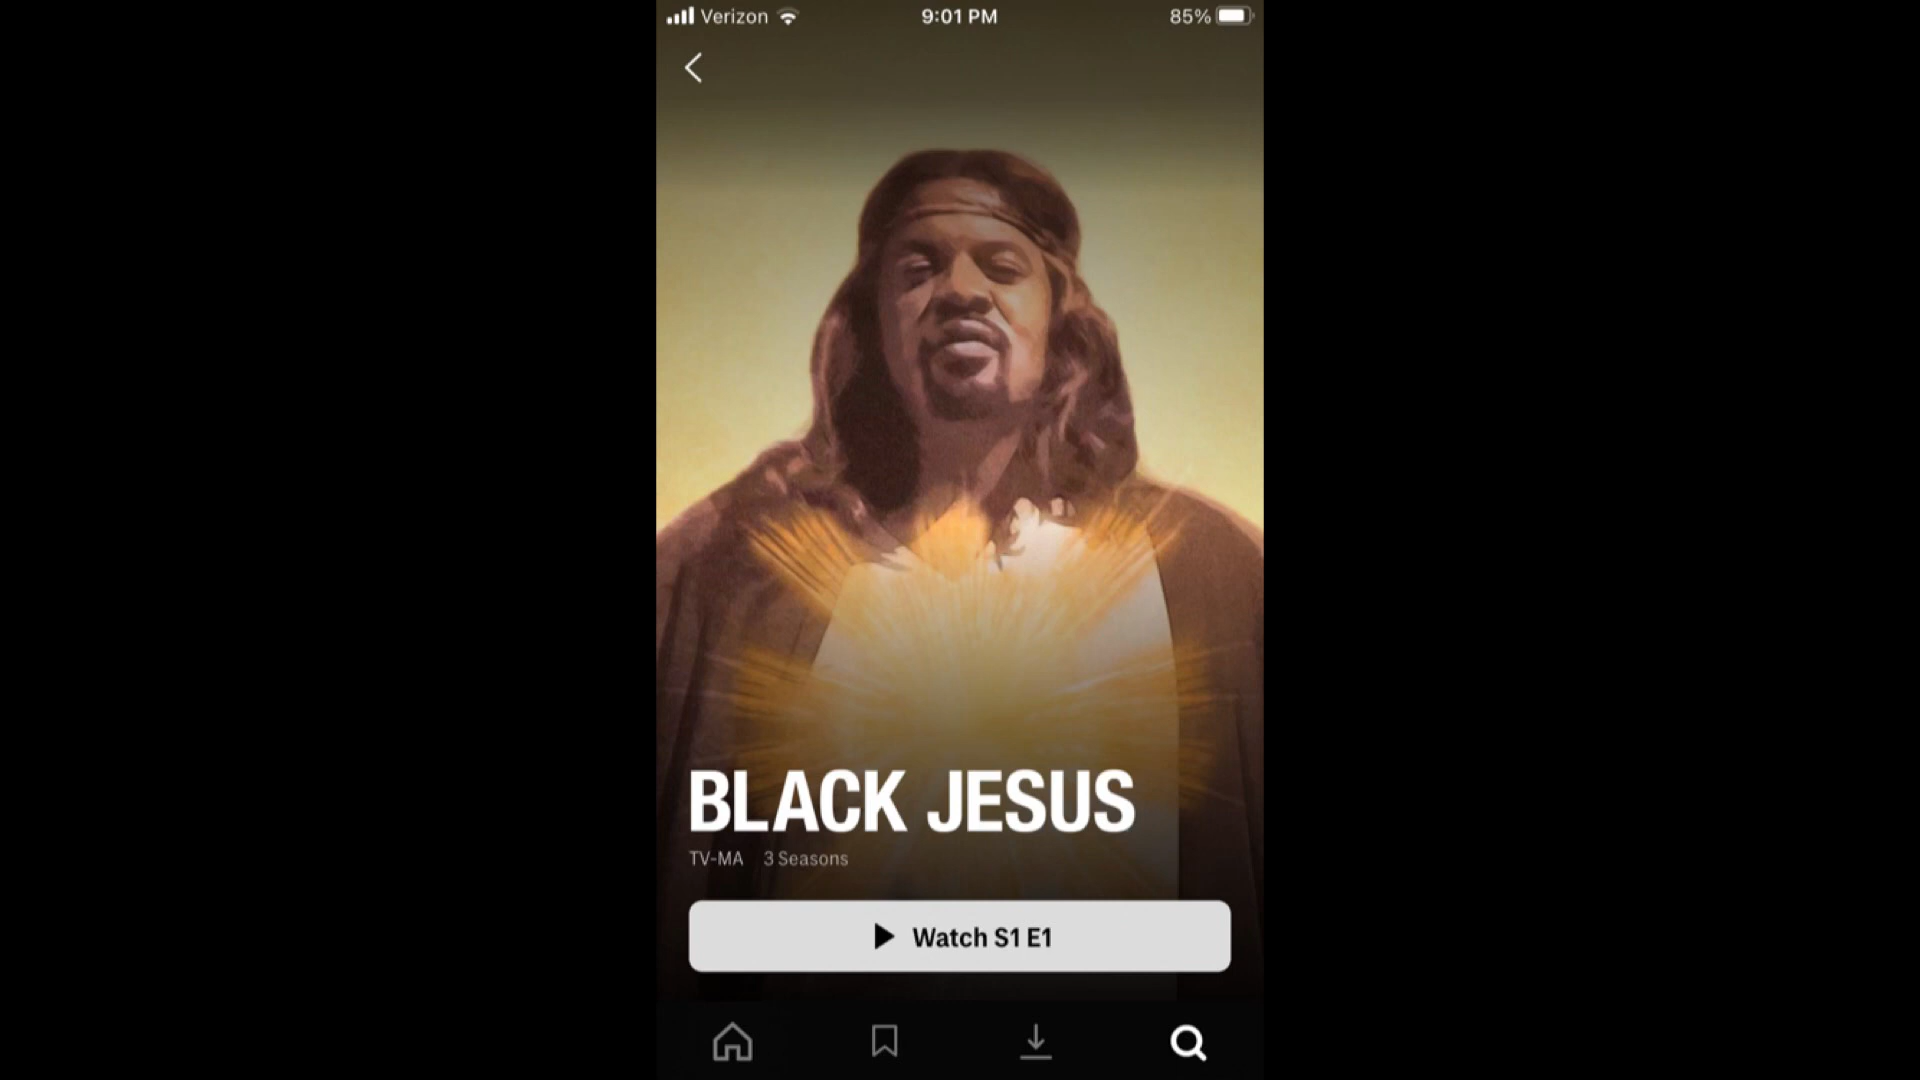 Verizon 9:01 PM 85%
BLACK JESUS
TV-MA 3 Seasons
Watch S1 E1